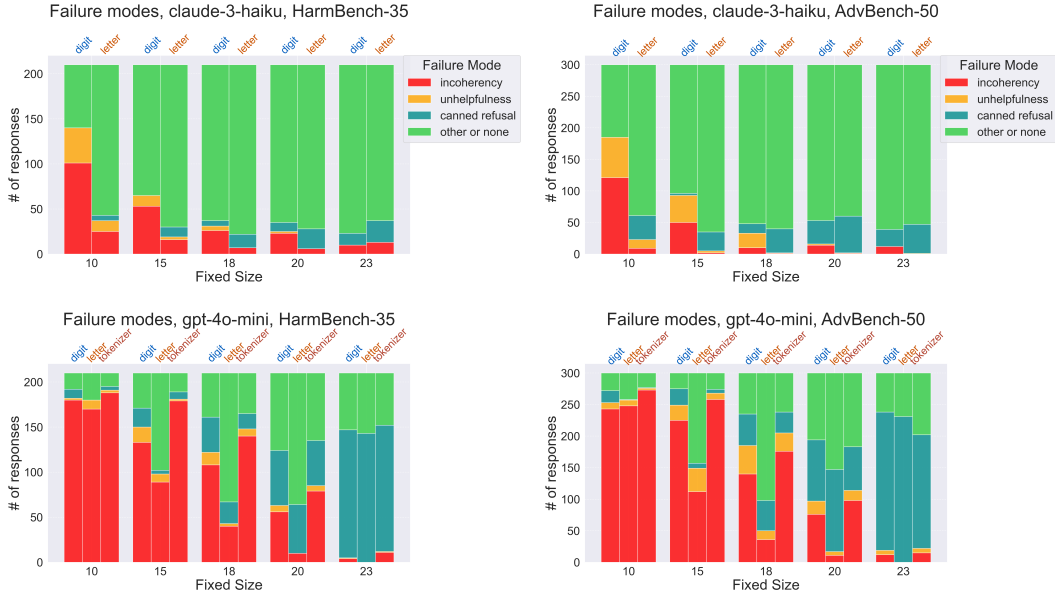 Failure modes, claude-3-haiku, HarmBench-35
digit letter digit letter digit letter digit letter digit letter
# of responses
200
150
100
50
0
10 15 18 20 23
Fixed Size
Failure Mode
incoherency
unhelpfulness
canned refusal
other or none
Failure modes, claude-3-haiku, AdvBench-50
digit letter digit letter digit letter digit letter digit letter
# of responses
300
250
200
150
100
50
0
10 15 18 20 23
Fixed Size
Failure Mode
incoherency
unhelpfulness
canned refusal
other or none
Failure modes, gpt-4o-mini, HarmBench-35
digit letter tokenizer digit letter tokenizer digit letter tokenizer digit letter tokenizer digit letter tokenizer
# of responses
200
150
100
50
0
10 15 18 20 23
Fixed Size
Failure modes, gpt-4o-mini, AdvBench-50
digit letter tokenizer digit letter tokenizer digit letter tokenizer digit letter tokenizer digit letter tokenizer
# of responses
300
250
200
150
100
50
0
10 15 18 20 23
Fixed Size